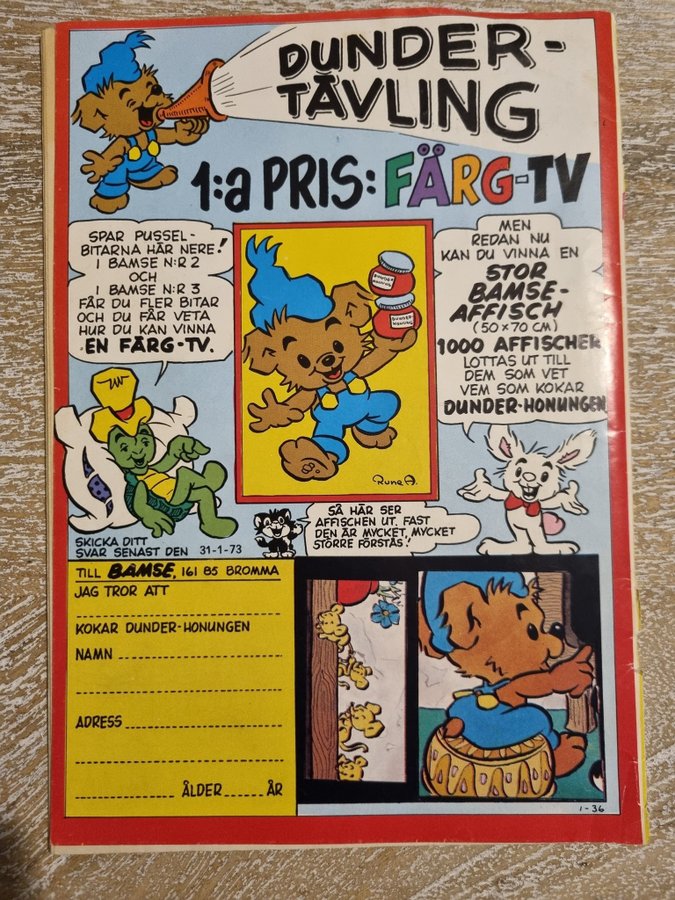 DUNDER-
TÄVLING
1:a PRIS: FÄRG-TV
SPAR PUSSEL-
BITARNA HÄR NERE!
I BAMSE N:R 2
OCH
I BAMSE N:R 3
FÅR DU FLER BITAR
OCH DU FÅR VETA
HUR DU KAN VINNA
-EN FÄRG-TV.
DUNDER-
HONUNG
DUNDER-
HONUNG
Rune A.
MEN
REDAN NU
KAN DU VINNA EN
STOR
BAMSE-
AFFISCH
(50 x 70 CM)
1000 AFFISCHER
LOTTAS UT TILL
DEM SOM VET
VEM SOM KOKAR
DUNDER-HONUNGEN
SÅ HÄR SER
AFFISCHEN UT. FAST
DEN ÄR MYCKET, MYCKET
STÖRRE FÖRSTÅS!
SKICKA DITT
SVAR SENAST DEN 31-1-73
TILL BAMSE, 161 85 BROMMA
JAG TROR ATT
KOKAR DUNDER-HONUNGEN
NAMN
ADRESS
ÅLDER ÅR
1-36